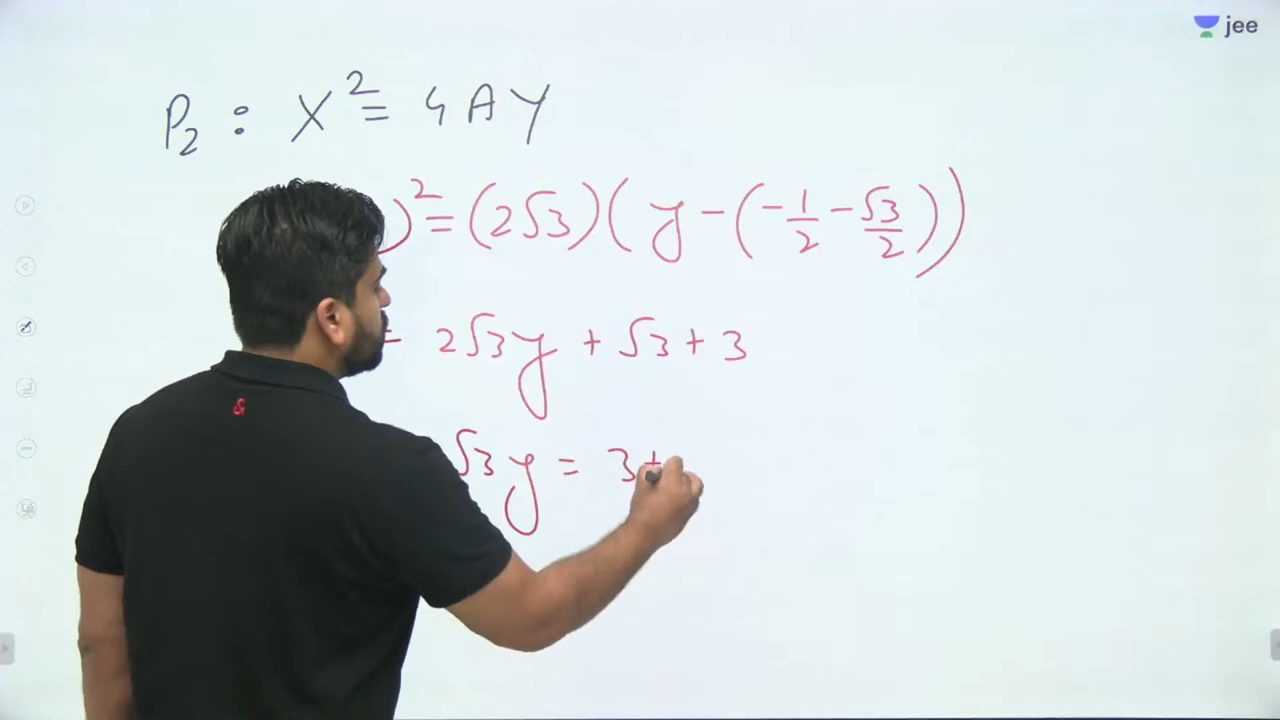 jee
P₂ : X² = 4AY
)² = (2√3)(y - (-1/2 - √3/2))
= 2√3y + √3 + 3
√3y = 3+